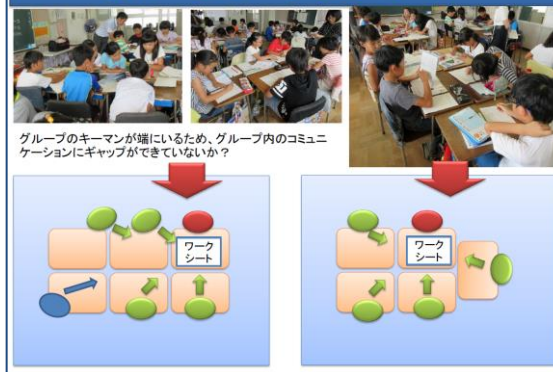 グループのキーマンが端にいるため、グループ内のコミュニ
ケーションにギャップができていないか？
ワーク
シート
ワーク
シート